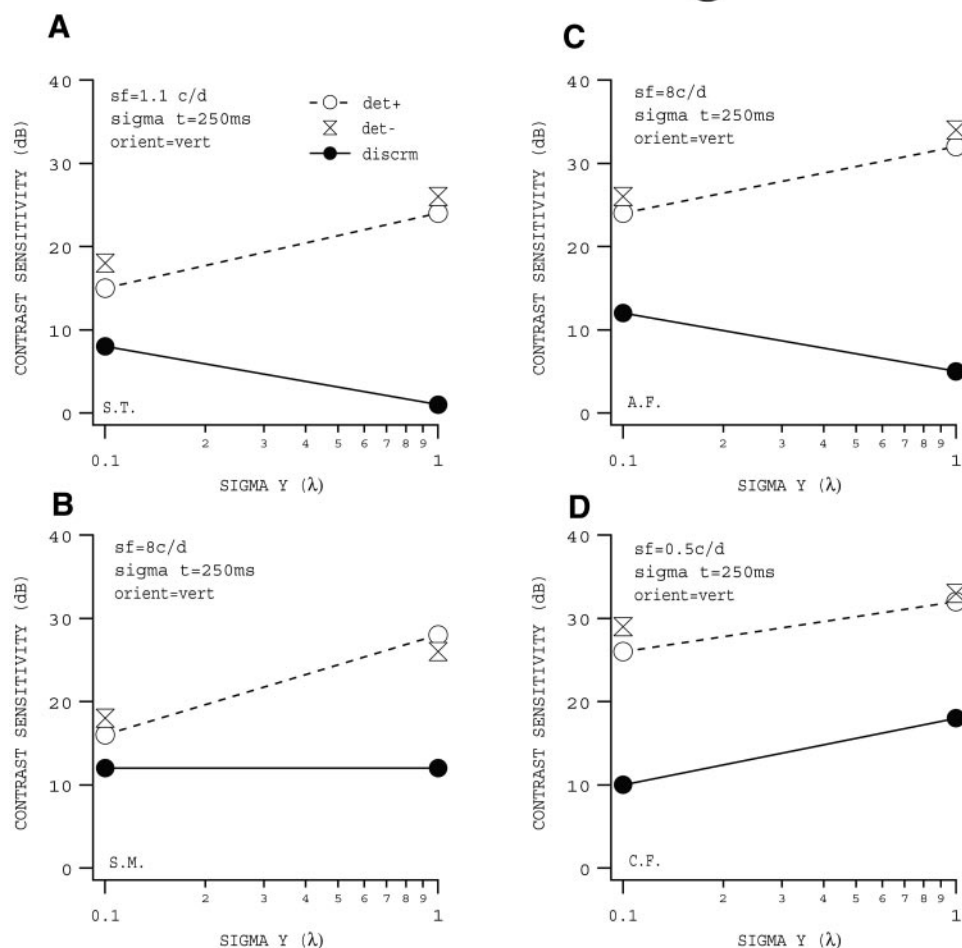 A
CONTRAST SENSITIVITY (dB)
40
30
20
10
0
sf=1.1 c/d
sigma t=250ms
orient=vert
det+
det-
discrm
S.T.
0.1 2 3 4 5 6 7 8 9 1
SIGMA Y (λ)
C
CONTRAST SENSITIVITY (dB)
40
30
20
10
0
sf=8c/d
sigma t=250ms
orient=vert
A.F.
0.1 2 3 4 5 6 7 8 9 1
SIGMA Y (λ)
B
CONTRAST SENSITIVITY (dB)
40
30
20
10
0
sf=8c/d
sigma t=250ms
orient=vert
S.M.
0.1 2 3 4 5 6 7 8 9 1
SIGMA Y (λ)
D
CONTRAST SENSITIVITY (dB)
40
30
20
10
0
sf=0.5c/d
sigma t=250ms
orient=vert
C.F.
0.1 2 3 4 5 6 7 8 9 1
SIGMA Y (λ)